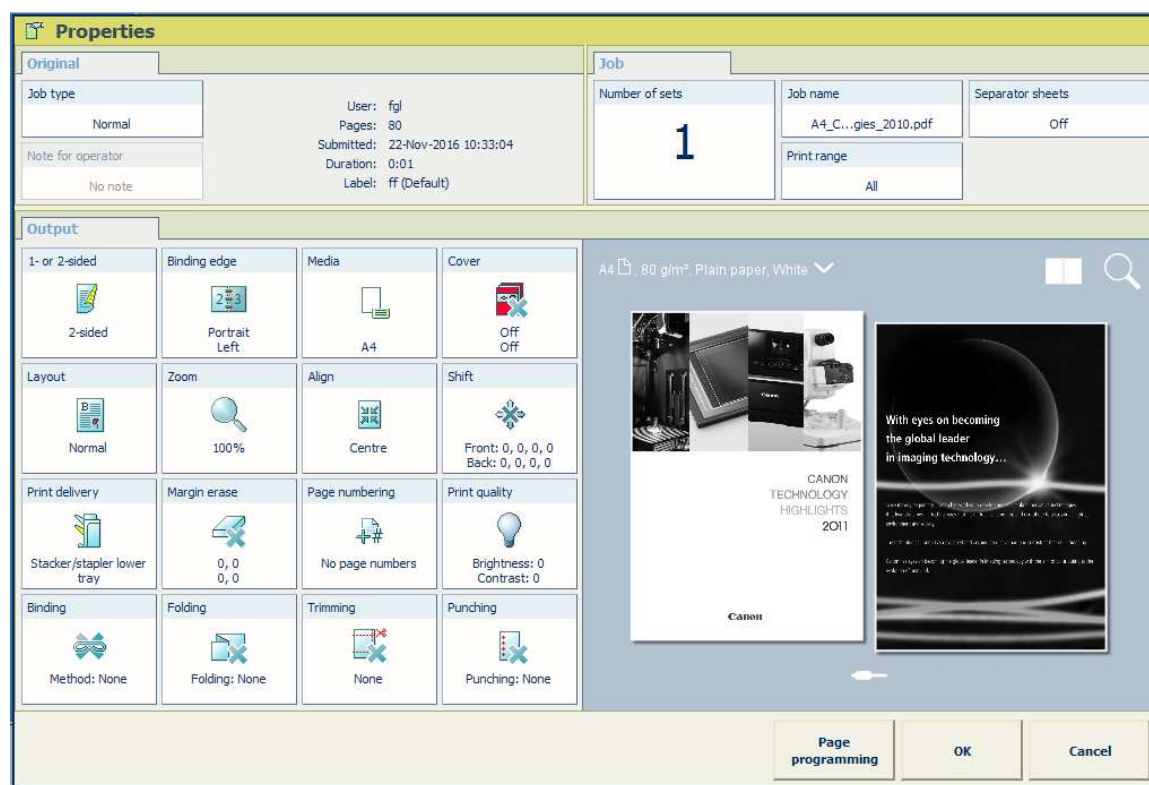 Properties
Original
Job type
Normal
Note for operator
No note
User: fgl
Pages: 80
Submitted: 22-Nov-2016 10:33:04
Duration: 0:01
Label: ff (Default)
Job
Number of sets
1
Job name
A4_C...gies_2010.pdf
Print range
All
Separator sheets
Off
Output
1- or 2-sided
2-sided
Binding edge
2 3
Portrait
Left
Media
A4
Cover
Off
Off
Layout
B
Normal
Zoom
100%
Align
Centre
Shift
Front: 0, 0, 0, 0
Back: 0, 0, 0, 0
Print delivery
Stacker/stapler lower
tray
Margin erase
0, 0
0, 0
Page numbering
#
No page numbers
Print quality
Brightness: 0
Contrast: 0
Binding
Method: None
Folding
Folding: None
Trimming
None
Punching
Punching: None
A4, 80 g/m², Plain paper, White
Canon
CANON
TECHNOLOGY
HIGHLIGHTS
2011
Canon
With eyes on becoming
the global leader
in imaging technology...
Page
programming
OK
Cancel